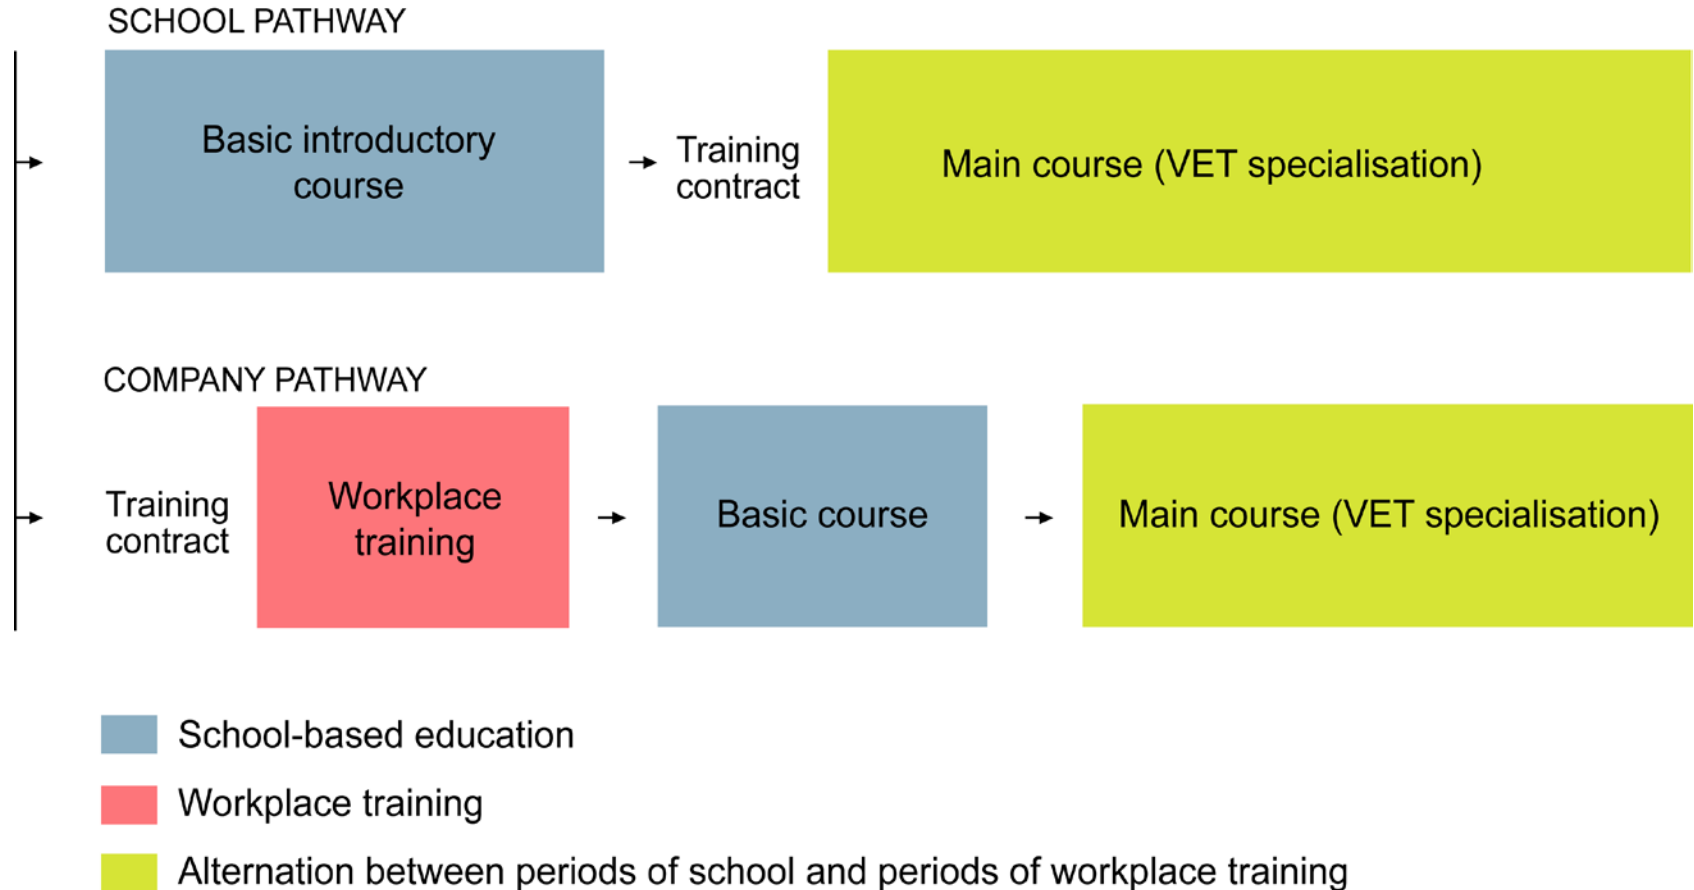 SCHOOL PATHWAY
Basic introductory
course
Training
contract
Main course (VET specialisation)
COMPANY PATHWAY
Training
contract
Workplace
training
Basic course
Main course (VET specialisation)
School-based education
Workplace training
Alternation between periods of school and periods of workplace training